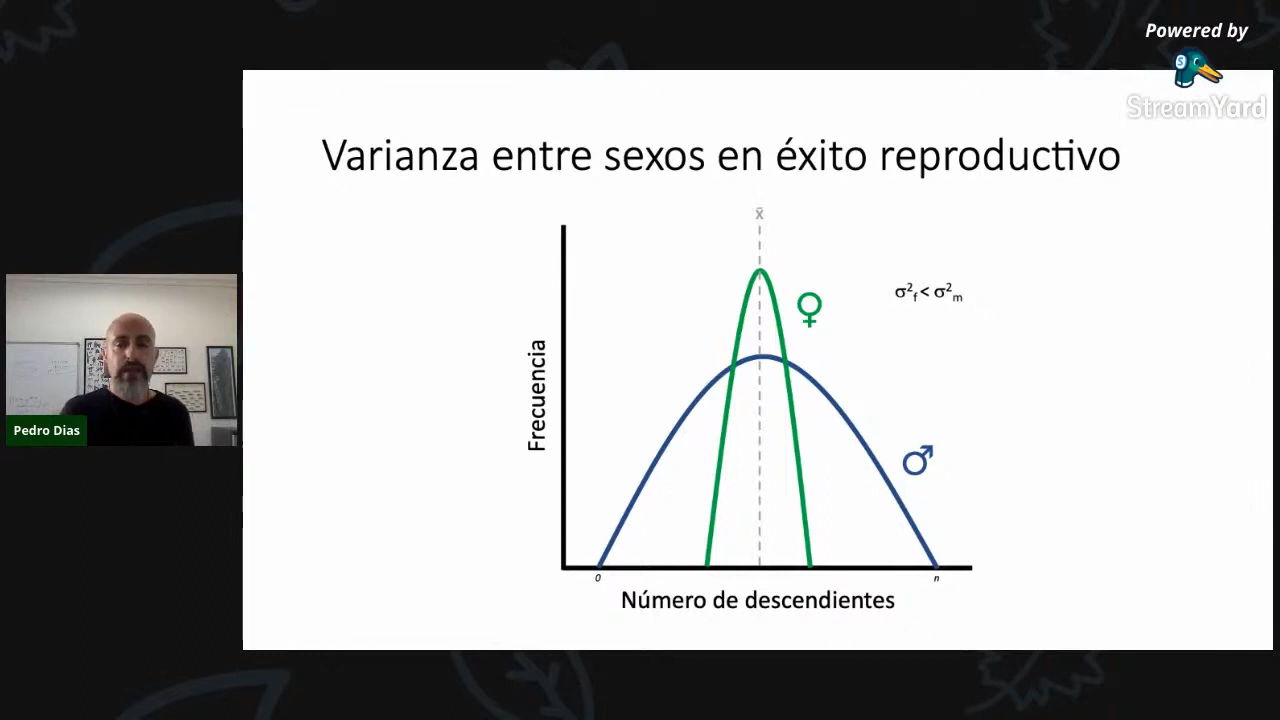 Powered by
StreamYard
Varianza entre sexos en éxito reproductivo
x̄
♀
σ²f < σ²m
Frecuencia
♂
0
n
Número de descendientes
Pedro Dias